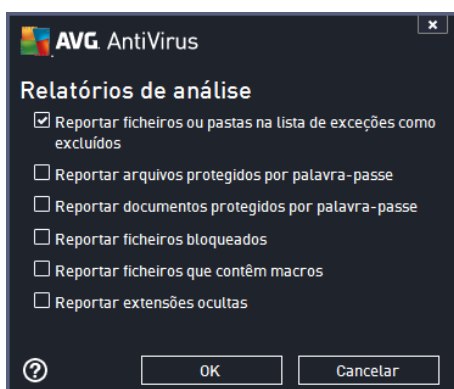 AVG. AntiVirus
x
Relatórios de análise
Reportar ficheiros ou pastas na lista de exceções como
excluídos
Reportar arquivos protegidos por palavra-passe
Reportar documentos protegidos por palavra-passe
Reportar ficheiros bloqueados
Reportar ficheiros que contêm macros
Reportar extensões ocultas
?
OK
Cancelar